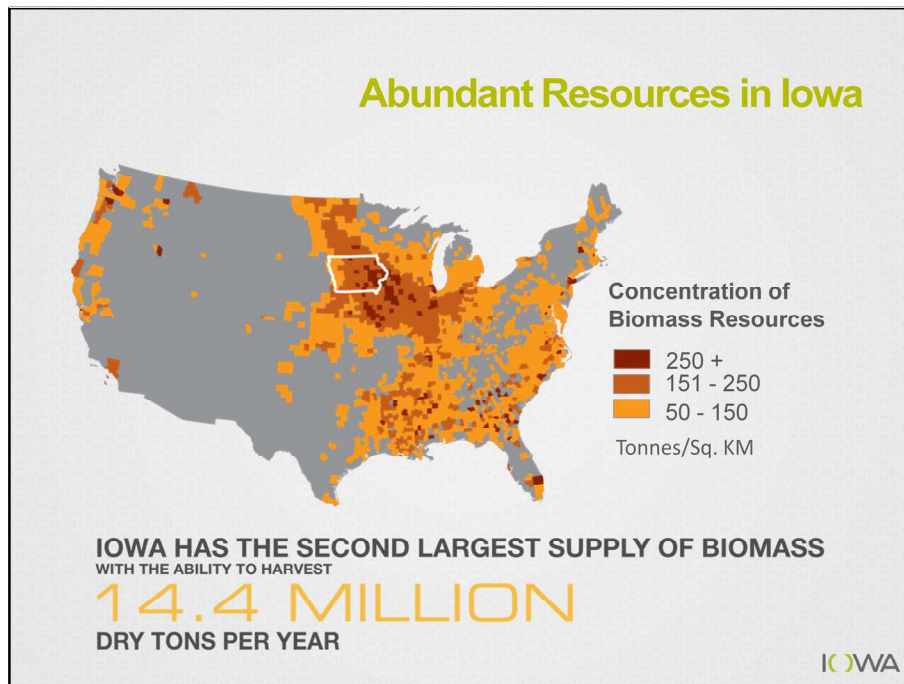 Abundant Resources in Iowa
Concentration of
Biomass Resources
250 +
151 - 250
50 - 150
Tonnes/Sq. KM
IOWA HAS THE SECOND LARGEST SUPPLY OF BIOMASS
WITH THE ABILITY TO HARVEST
14.4 MILLION
DRY TONS PER YEAR
IOWA